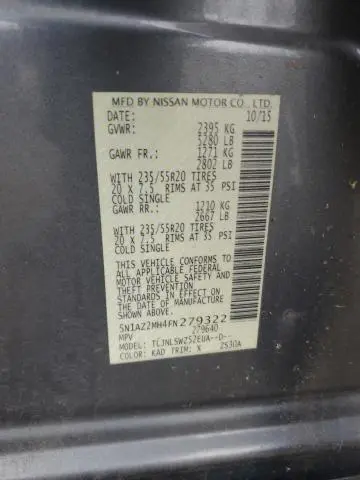 MFD BY NISSAN MOTOR CO., LTD.
DATE: 10/15
GVWR: 2395 KG
5280 LB
GAWR FR.: 1271 KG
2802 LB
WITH 235/55R20 TIRES
20 X 7.5 RIMS AT 35 PSI
COLD SINGLE
GAWR RR.: 1210 KG
2667 LB
WITH 235/55R20 TIRES
20 X 7.5 RIMS AT 35 PSI
COLD SINGLE
THIS VEHICLE CONFORMS TO ALL
APPLICABLE FEDERAL
MOTOR VEHICLE SAFETY
STANDARDS IN EFFECT ON THE
DATE OF MANUFACTURE
SHOWN ABOVE.
5N1AZ2MH4FN279322
MPV 279640
MODEL: TLJNLSWZ52EUA--D--
COLOR: KAD TRIM: X Z530A